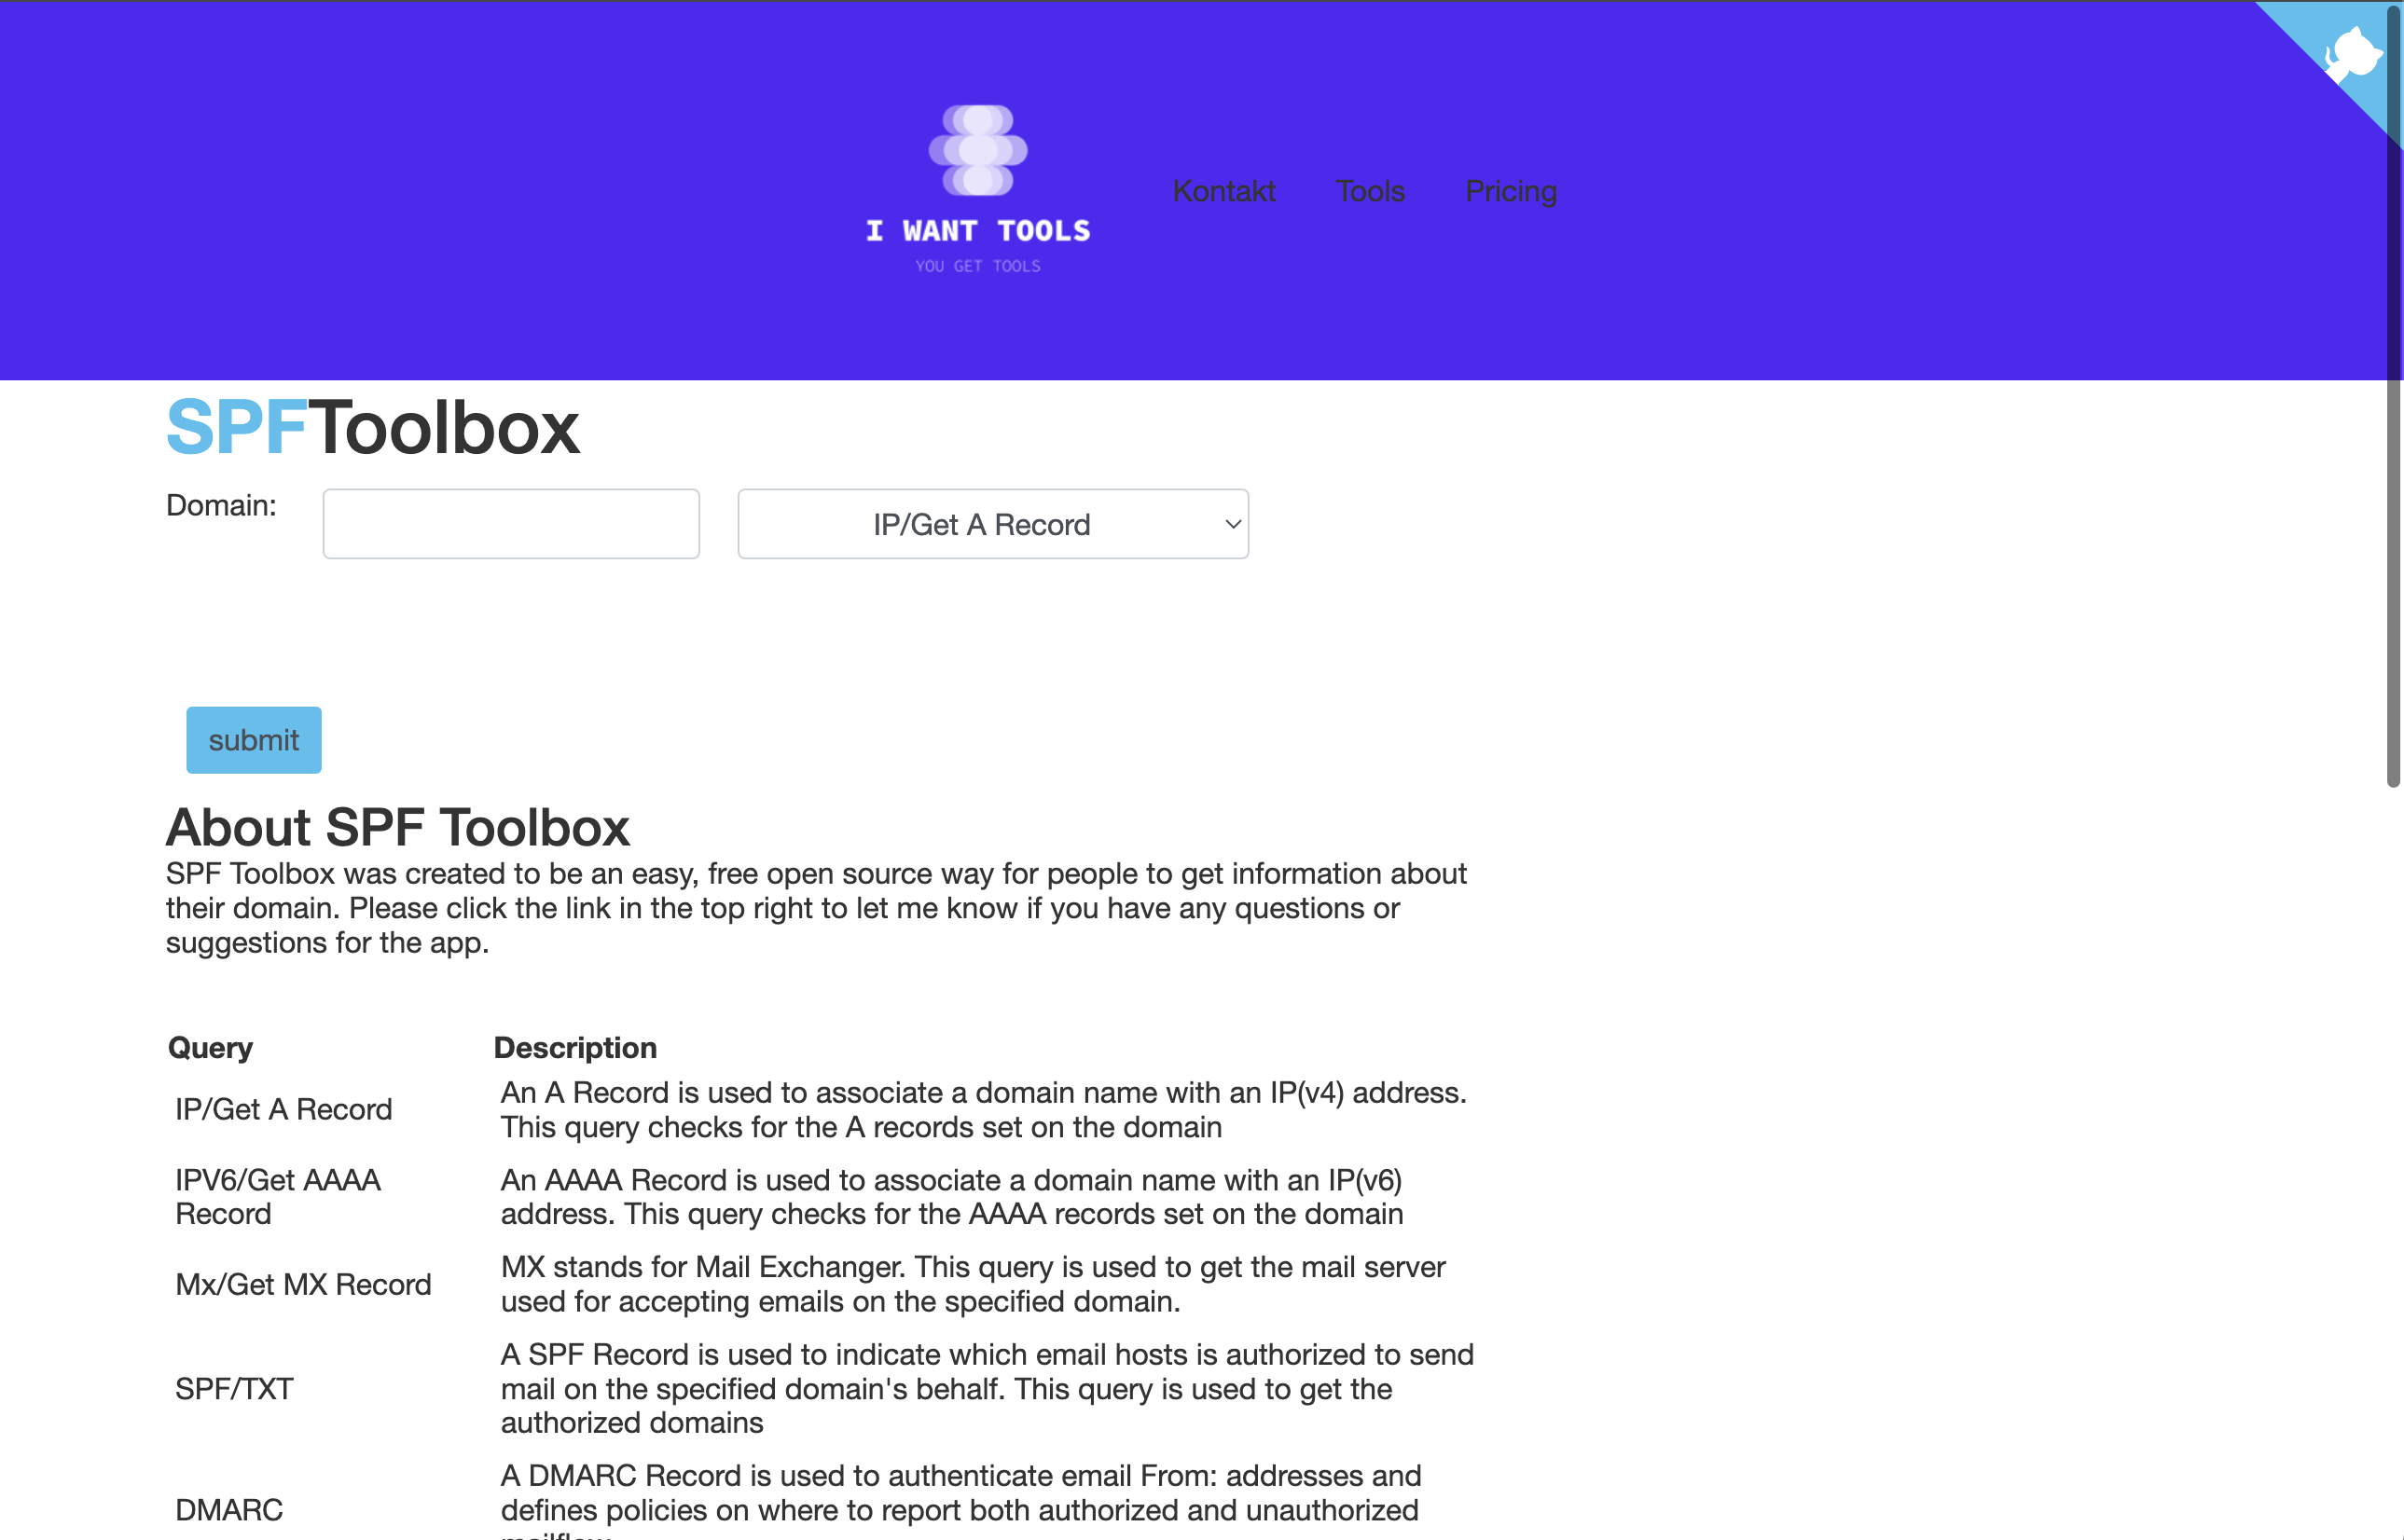 I WANT TOOLS
YOU GET TOOLS
Kontakt Tools Pricing
SPFToolbox
Domain: IP/Get A Record
submit
About SPF Toolbox
SPF Toolbox was created to be an easy, free open source way for people to get information about
their domain. Please click the link in the top right to let me know if you have any questions or
suggestions for the app.
Query Description
IP/Get A Record
An A Record is used to associate a domain name with an IP(v4) address.
This query checks for the A records set on the domain
IPV6/Get AAAA
Record
An AAAA Record is used to associate a domain name with an IP(v6)
address. This query checks for the AAAA records set on the domain
Mx/Get MX Record
MX stands for Mail Exchanger. This query is used to get the mail server
used for accepting emails on the specified domain.
SPF/TXT
A SPF Record is used to indicate which email hosts is authorized to send
mail on the specified domain's behalf. This query is used to get the
authorized domains
DMARC
A DMARC Record is used to authenticate email From: addresses and
defines policies on where to report both authorized and unauthorized